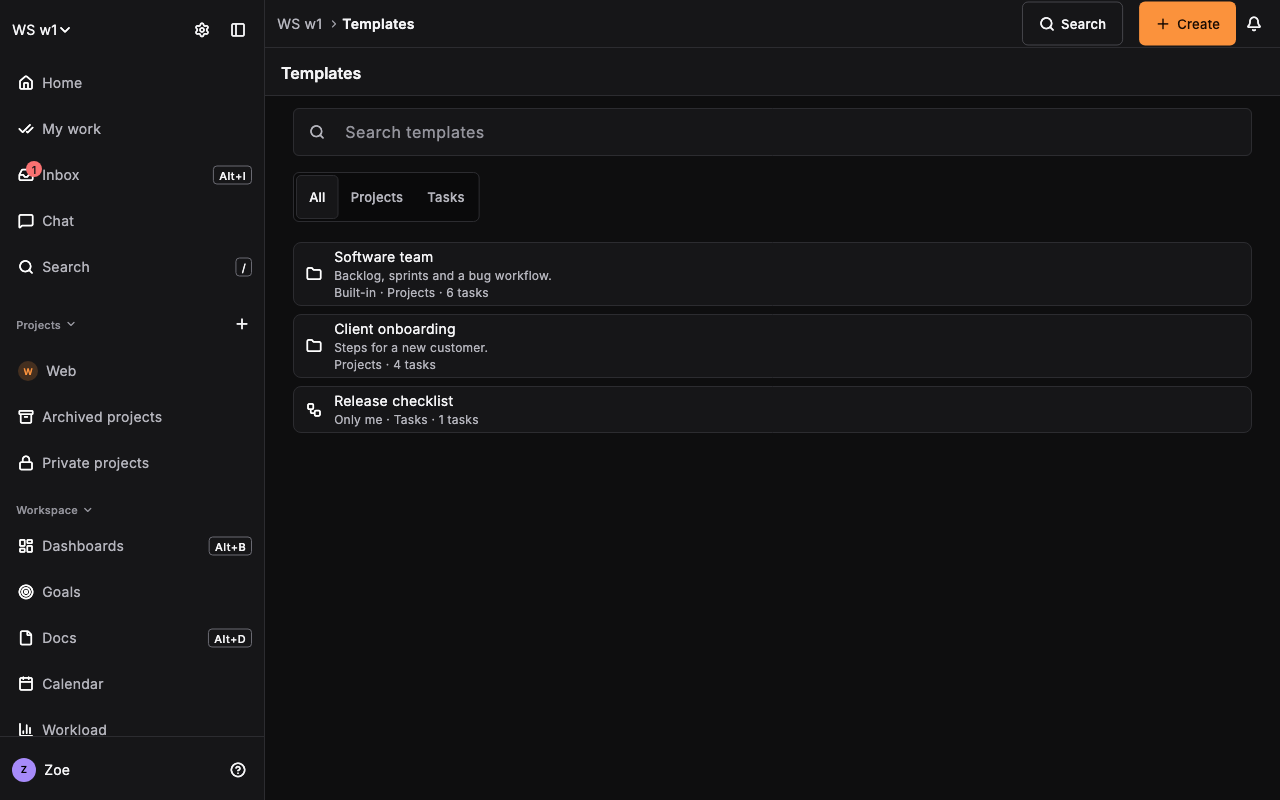 WS w1
Home
My work
1
Inbox
Alt+I
Chat
Search
/
Projects
W
Web
Archived projects
Private projects
Workspace
Dashboards
Alt+B
Goals
Docs
Alt+D
Calendar
Workload
Z
Zoe
WS w1 > Templates
Search
+ Create
Templates
Search templates
All
Projects
Tasks
Software team
Backlog, sprints and a bug workflow.
Built-in · Projects · 6 tasks
Client onboarding
Steps for a new customer.
Projects · 4 tasks
Release checklist
Only me · Tasks · 1 tasks